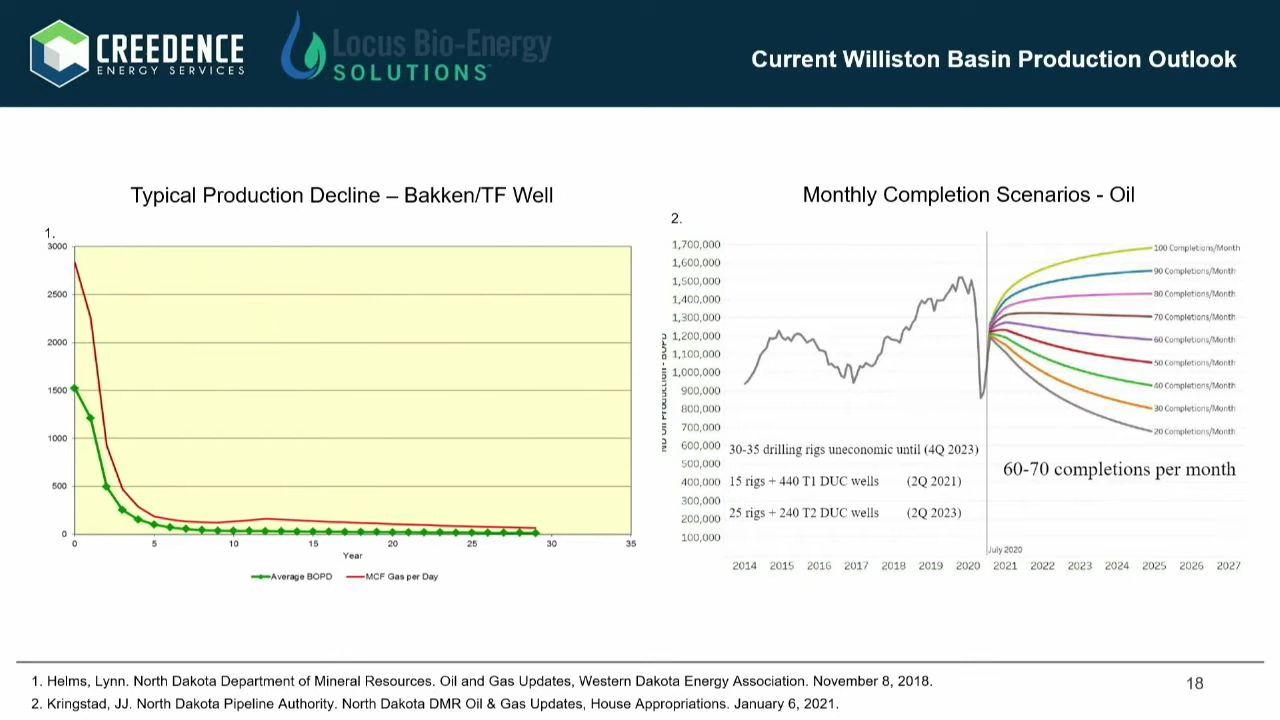 CREEDENCE
ENERGY SERVICES
Locus Bio-Energy
SOLUTIONS
Current Williston Basin Production Outlook
Typical Production Decline – Bakken/TF Well
1.
3000
2500
2000
1500
1000
500
0
0 5 10 15 20 25 30 35
Year
Average BOPD MCF Gas per Day
Monthly Completion Scenarios - Oil
2.
ND Oil Production - BOPD
1,700,000
1,600,000
1,500,000
1,400,000
1,300,000
1,200,000
1,100,000
1,000,000
900,000
800,000
700,000
600,000
500,000
400,000
300,000
200,000
100,000
100 Completions/Month
90 Completions/Month
80 Completions/Month
70 Completions/Month
60 Completions/Month
50 Completions/Month
40 Completions/Month
30 Completions/Month
20 Completions/Month
30-35 drilling rigs uneconomic until (4Q 2023)
15 rigs + 440 T1 DUC wells (2Q 2021)
25 rigs + 240 T2 DUC wells (2Q 2023)
60-70 completions per month
July 2020
2014 2015 2016 2017 2018 2019 2020 2021 2022 2023 2024 2025 2026 2027
1. Helms, Lynn. North Dakota Department of Mineral Resources. Oil and Gas Updates, Western Dakota Energy Association. November 8, 2018.
2. Kringstad, JJ. North Dakota Pipeline Authority. North Dakota DMR Oil & Gas Updates, House Appropriations. January 6, 2021.
18